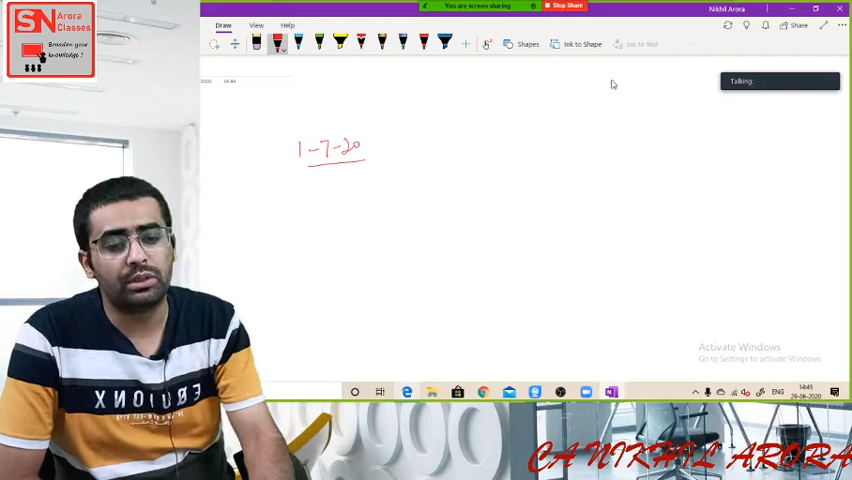 SN Arora
Classes
Broaden your
knowledge !
You are screen sharing
Stop Share
Nikhil Arora
Draw View Help
Share
Shapes Ink to Shape Ink to Text
14:44
Talking:
1-7-20
Activate Windows
Go to Settings to activate Windows.
14:45
29-06-2020
CA NIKHIL ARORA